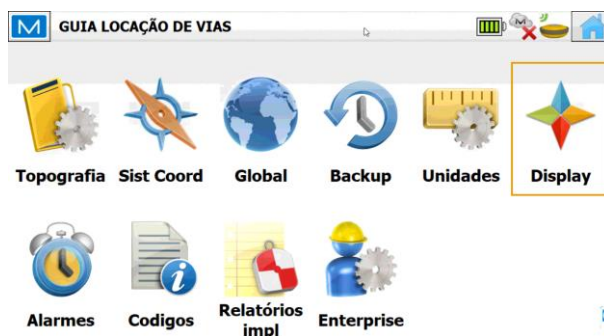 M GUIA LOCAÇÃO DE VIAS
Topografia Sist Coord Global Backup Unidades Display
Alarmes Codigos Relatórios impl Enterprise